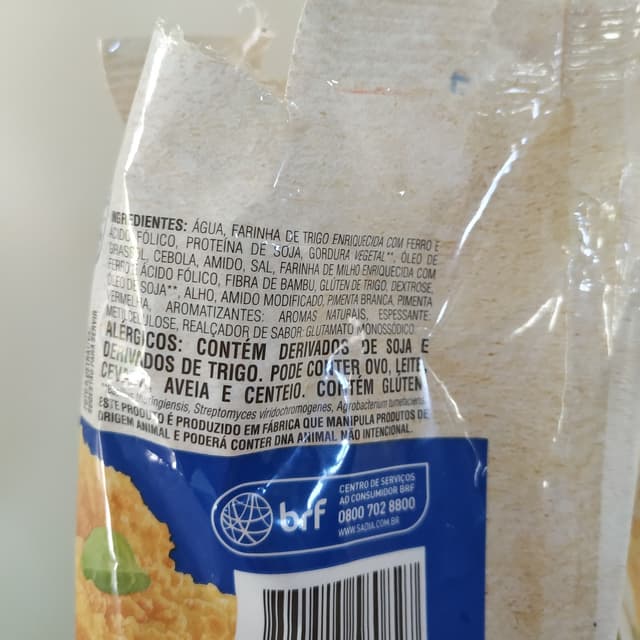 INGREDIENTES: ÁGUA, FARINHA DE TRIGO ENRIQUECIDA COM FERRO E
ÁCIDO FÓLICO, PROTEÍNA DE SOJA, GORDURA VEGETAL**, ÓLEO DE
GIRASSOL, CEBOLA, AMIDO, SAL, FARINHA DE MILHO ENRIQUECIDA COM
FERRO E ÁCIDO FÓLICO, FIBRA DE BAMBU, GLÚTEN DE TRIGO, DEXTROSE,
ÓLEO DE SOJA**, ALHO, AMIDO MODIFICADO, PIMENTA BRANCA, PIMENTA
VERMELHA, AROMATIZANTES: AROMAS NATURAIS, ESPESSANTE:
METILCELULOSE, REALÇADOR DE SABOR: GLUTAMATO MONOSSÓDICO.
ALÉRGICOS: CONTÉM DERIVADOS DE SOJA E
DERIVADOS DE TRIGO. PODE CONTER OVO, LEITE,
CEVADA, AVEIA E CENTEIO. CONTÉM GLÚTEN.
Streptomyces viridochromogenes, Agrobacterium tumefaciens
ESTE PRODUTO É PRODUZIDO EM FÁBRICA QUE MANIPULA PRODUTOS DE
ORIGEM ANIMAL E PODERÁ CONTER DNA ANIMAL NÃO INTENCIONAL.
brf
CENTRO DE SERVIÇOS
AO CONSUMIDOR BRF
0800 702 8800
WWW.SADIA.COM.BR